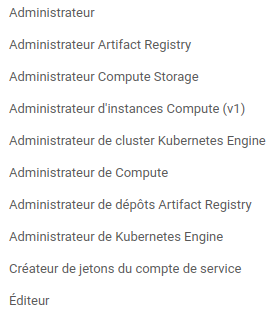 Administrateur
Administrateur Artifact Registry
Administrateur Compute Storage
Administrateur d'instances Compute (v1)
Administrateur de cluster Kubernetes Engine
Administrateur de Compute
Administrateur de dépôts Artifact Registry
Administrateur de Kubernetes Engine
Créateur de jetons du compte de service
Éditeur